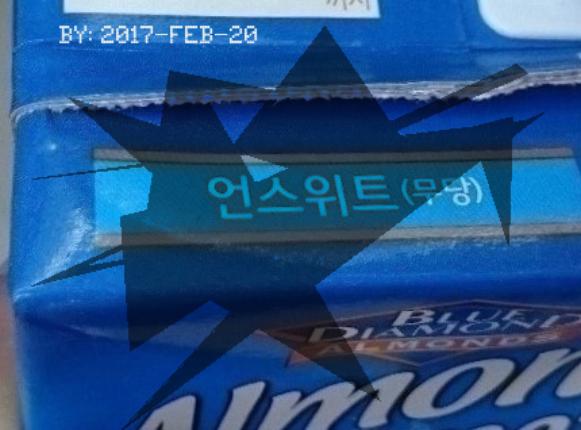 BY: 2017-FEB-20
언스위트(무당)
BLUE
DIAMOND
ALMONDS
Almon